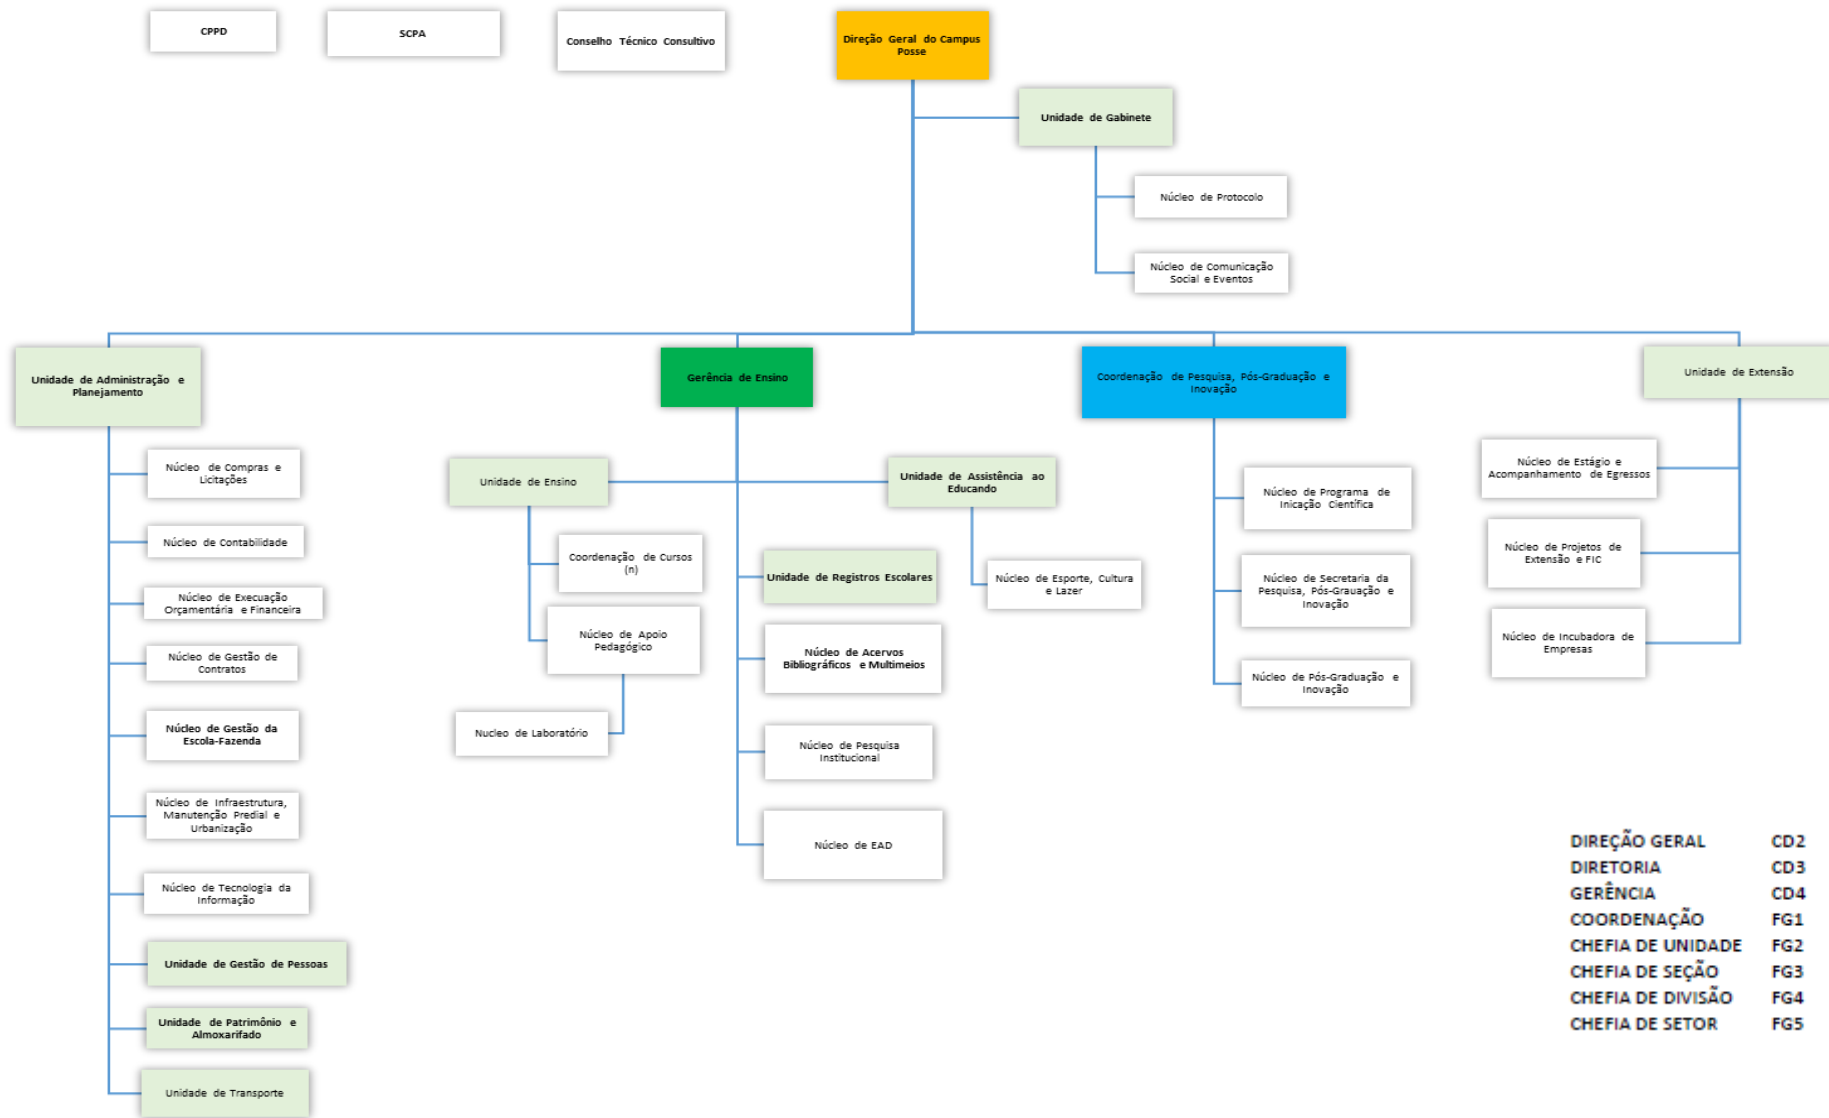 CPPD
SCPA
Conselho Técnico Consultivo
Direção Geral do Campus
Posse
Unidade de Gabinete
Núcleo de Protocolo
Núcleo de Comunicação
Social e Eventos
Unidade de Administração e
Planejamento
Gerência de Ensino
Coordenação de Pesquisa, Pós-Graduação e
Inovação
Unidade de Extensão
Núcleo de Compras e
Licitações
Núcleo de Contabilidade
Núcleo de Execuação
Orçamentária e Financeira
Núcleo de Gestão de
Contratos
Núcleo de Gestão da
Escola-Fazenda
Núcleo de Infraestrutura,
Manutenção Predial e
Urbanização
Núcleo de Tecnologia da
Informação
Unidade de Gestão de Pessoas
Unidade de Patrimônio e
Almoxarifado
Unidade de Transporte
Unidade de Ensino
Coordenação de Cursos
(n)
Núcleo de Apoio
Pedagógico
Nucleo de Laboratório
Unidade de Assistência ao
Educando
Núcleo de Esporte, Cultura
e Lazer
Unidade de Registros Escolares
Núcleo de Acervos
Bibliográficos e Multimeios
Núcleo de Pesquisa
Institucional
Núcleo de EAD
Núcleo de Programa de
Inicação Científica
Núcleo de Secretaria da
Pesquisa, Pós-Grauação e
Inovação
Núcleo de Pós-Graduação e
Inovação
Núcleo de Estágio e
Acompanhamento de Egressos
Núcleo de Projetos de
Extensão e FIC
Núcleo de Incubadora de
Empresas
DIREÇÃO GERAL CD2
DIRETORIA CD3
GERÊNCIA CD4
COORDENAÇÃO FG1
CHEFIA DE UNIDADE FG2
CHEFIA DE SEÇÃO FG3
CHEFIA DE DIVISÃO FG4
CHEFIA DE SETOR FG5